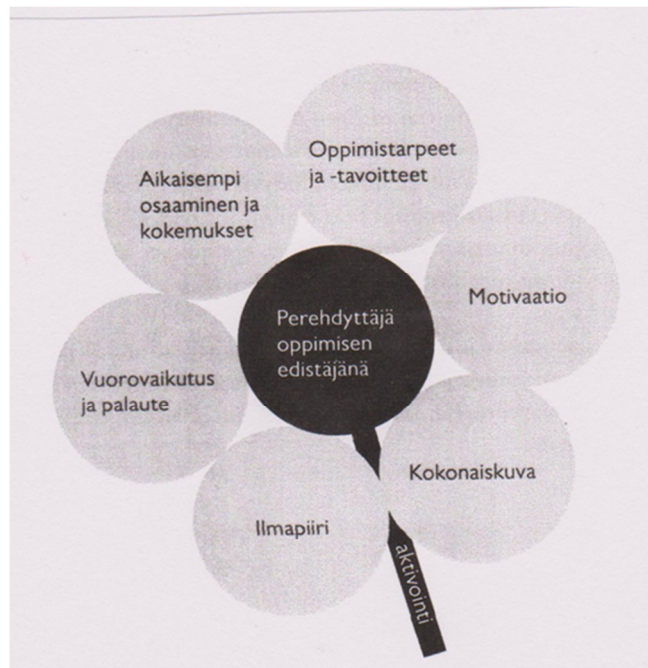 Oppimistarpeet
ja -tavoitteet
Aikaisempi
osaaminen ja
kokemukset
Motivaatio
Perehdyttäjä
oppimisen
edistäjänä
Vuorovaikutus
ja palaute
Kokonaiskuva
Ilmapiiri
aktivointi